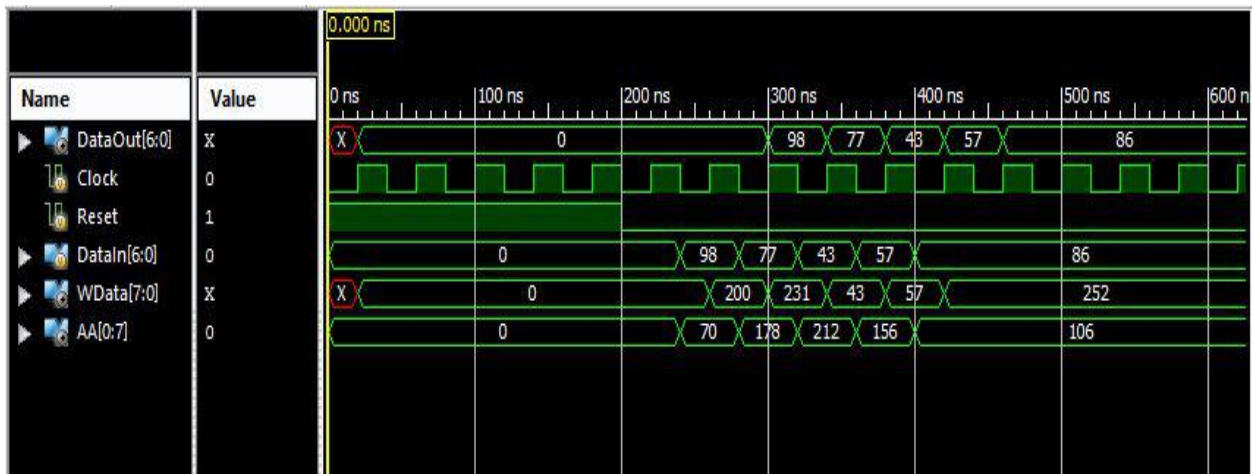 0.000 ns
Name Value 0 ns 100 ns 200 ns 300 ns 400 ns 500 ns 600 n
DataOut[6:0] X X 0 98 77 43 57 86
Clock 0
Reset 1
DataIn[6:0] 0 0 98 77 43 57 86
WData[7:0] X X 0 200 231 43 57 252
AA[0:7] 0 0 70 178 212 156 106